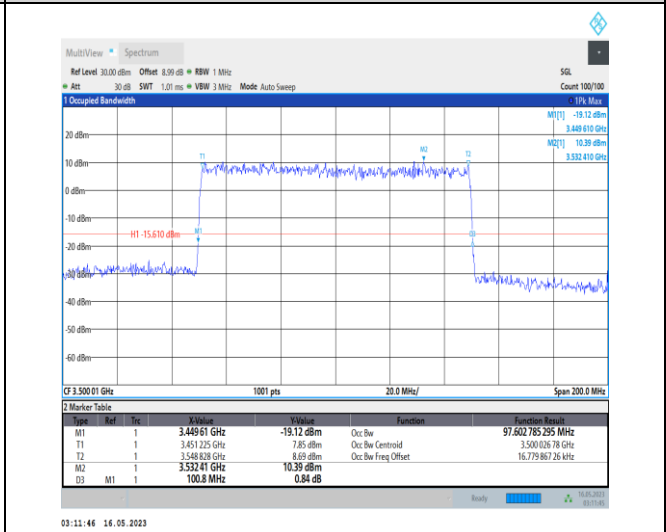 MultiView Spectrum
Ref Level 30.00 dBm Offset 8.99 dB RBW 1 MHz SGL
Att 30 dB SWT 1.01 ms VBW 3 MHz Mode Auto Sweep Count 100/100
1 Occupied Bandwidth 1Pk Max
M1[1] -19.12 dBm
3.449 610 GHz
M2[1] 10.39 dBm
3.532 410 GHz
20 dBm
M2
T1 T2
10 dBm
0 dBm
-10 dBm
H1 -15.610 dBm M1 D3
-20 dBm
-30 dBm
-40 dBm
-50 dBm
-60 dBm
CF 3.500 01 GHz 1001 pts 20.0 MHz/ Span 200.0 MHz
2 Marker Table
Type Ref Trc X-Value Y-Value Function Function Result
M1 1 3.449 61 GHz -19.12 dBm Occ Bw 97.602 785 295 MHz
T1 1 3.451 225 GHz 7.85 dBm Occ Bw Centroid 3.500 026 78 GHz
T2 1 3.548 828 GHz 8.69 dBm Occ Bw Freq Offset 16.779 867 26 kHz
M2 1 3.532 41 GHz 10.39 dBm
D3 M1 1 100.8 MHz 0.84 dB
Ready 16.05.2023
03:11:45
03:11:46 16.05.2023